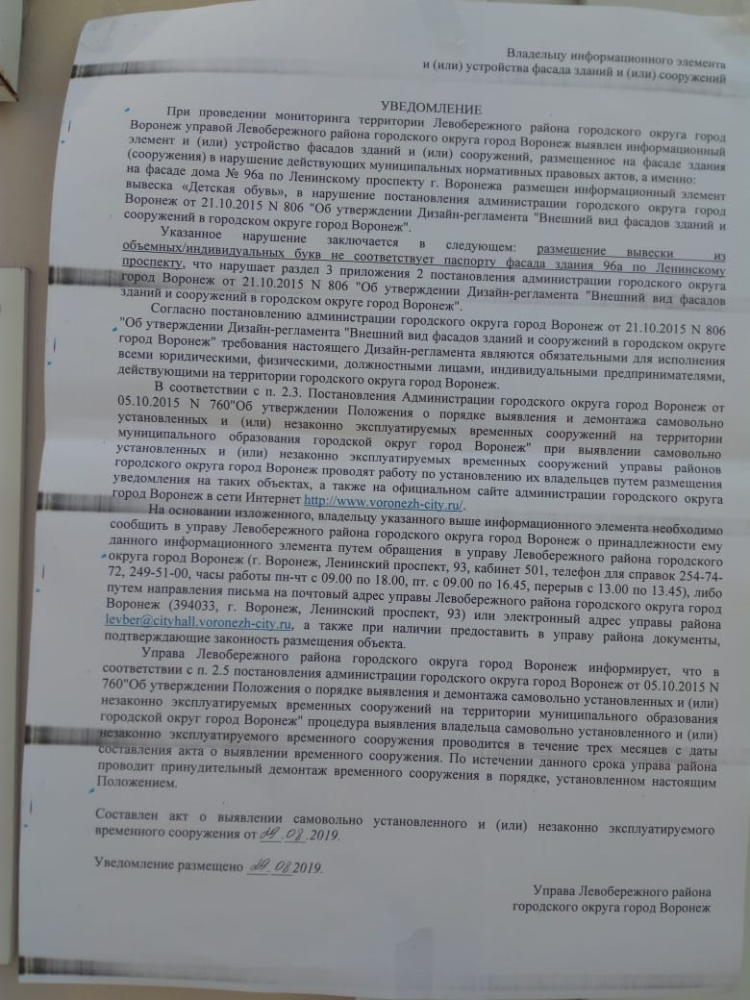 Владельцу информационного элемента
и (или) устройства фасада зданий и (или) сооружений
УВЕДОМЛЕНИЕ
При проведении мониторинга территории Левобережного района городского округа город
Воронеж управой Левобережного района городского округа город Воронеж выявлен информационный
элемент и (или) устройство фасадов зданий и (или) сооружений, размещенное на фасаде здания
(сооружения) в нарушение действующих муниципальных нормативных правовых актов, а именно:
на фасаде дома № 96а по Ленинскому проспекту г. Воронежа размещен информационный элемент
вывеска «Детская обувь», в нарушение постановления администрации городского округа город
Воронеж от 21.10.2015 N 806 "Об утверждении Дизайн-регламента "Внешний вид фасадов зданий и
сооружений в городском округе город Воронеж".
Указанное нарушение заключается в следующем: размещение вывески из
объемных/индивидуальных букв не соответствует паспорту фасада здания 96а по Ленинскому
проспекту, что нарушает раздел 3 приложения 2 постановления администрации городского округа
город Воронеж от 21.10.2015 N 806 "Об утверждении Дизайн-регламента "Внешний вид фасадов
зданий и сооружений в городском округе город Воронеж".
Согласно постановлению администрации городского округа город Воронеж от 21.10.2015 N 806
"Об утверждении Дизайн-регламента "Внешний вид фасадов зданий и сооружений в городском округе
город Воронеж" требования настоящего Дизайн-регламента являются обязательными для исполнения
всеми юридическими, физическими, должностными лицами, индивидуальными предпринимателями,
действующими на территории городского округа город Воронеж.
В соответствии с п. 2.3. Постановления Администрации городского округа город Воронеж от
05.10.2015 N 760"Об утверждении Положения о порядке выявления и демонтажа самовольно
установленных и (или) незаконно эксплуатируемых временных сооружений на территории
муниципального образования городской округ город Воронеж" при выявлении самовольно
установленных и (или) незаконно эксплуатируемых временных сооружений управы районов
городского округа город Воронеж проводят работу по установлению их владельцев путем размещения
уведомления на таких объектах, а также на официальном сайте администрации городского округа
город Воронеж в сети Интернет http://www.voronezh-city.ru/.
На основании изложенного, владельцу указанного выше информационного элемента необходимо
сообщить в управу Левобережного района городского округа город Воронеж о принадлежности ему
данного информационного элемента путем обращения в управу Левобережного района городского
округа город Воронеж (г. Воронеж, Ленинский проспект, 93, кабинет 501, телефон для справок 254-74-
72, 249-51-00, часы работы пн-чт с 09.00 по 18.00, пт. с 09.00 по 16.45, перерыв с 13.00 по 13.45), либо
путем направления письма на почтовый адрес управы Левобережного района городского округа город
Воронеж (394033, г. Воронеж, Ленинский проспект, 93) или электронный адрес управы района
levber@cityhall.voronezh-city.ru, а также при наличии предоставить в управу района документы,
подтверждающие законность размещения объекта.
Управа Левобережного района городского округа город Воронеж информирует, что в
соответствии с п. 2.5 постановления администрации городского округа город Воронеж от 05.10.2015 N
760"Об утверждении Положения о порядке выявления и демонтажа самовольно установленных и (или)
незаконно эксплуатируемых временных сооружений на территории муниципального образования
городской округ город Воронеж" процедура выявления владельца самовольно установленного и (или)
незаконно эксплуатируемого временного сооружения проводится в течение трех месяцев с даты
составления акта о выявлении временного сооружения. По истечении данного срока управа района
проводит принудительный демонтаж временного сооружения в порядке, установленном настоящим
Положением.
Составлен акт о выявлении самовольно установленного и (или) незаконно эксплуатируемого
временного сооружения от 29.08.2019.
Уведомление размещено 29.082019.
Управа Левобережного района
городского округа город Воронеж